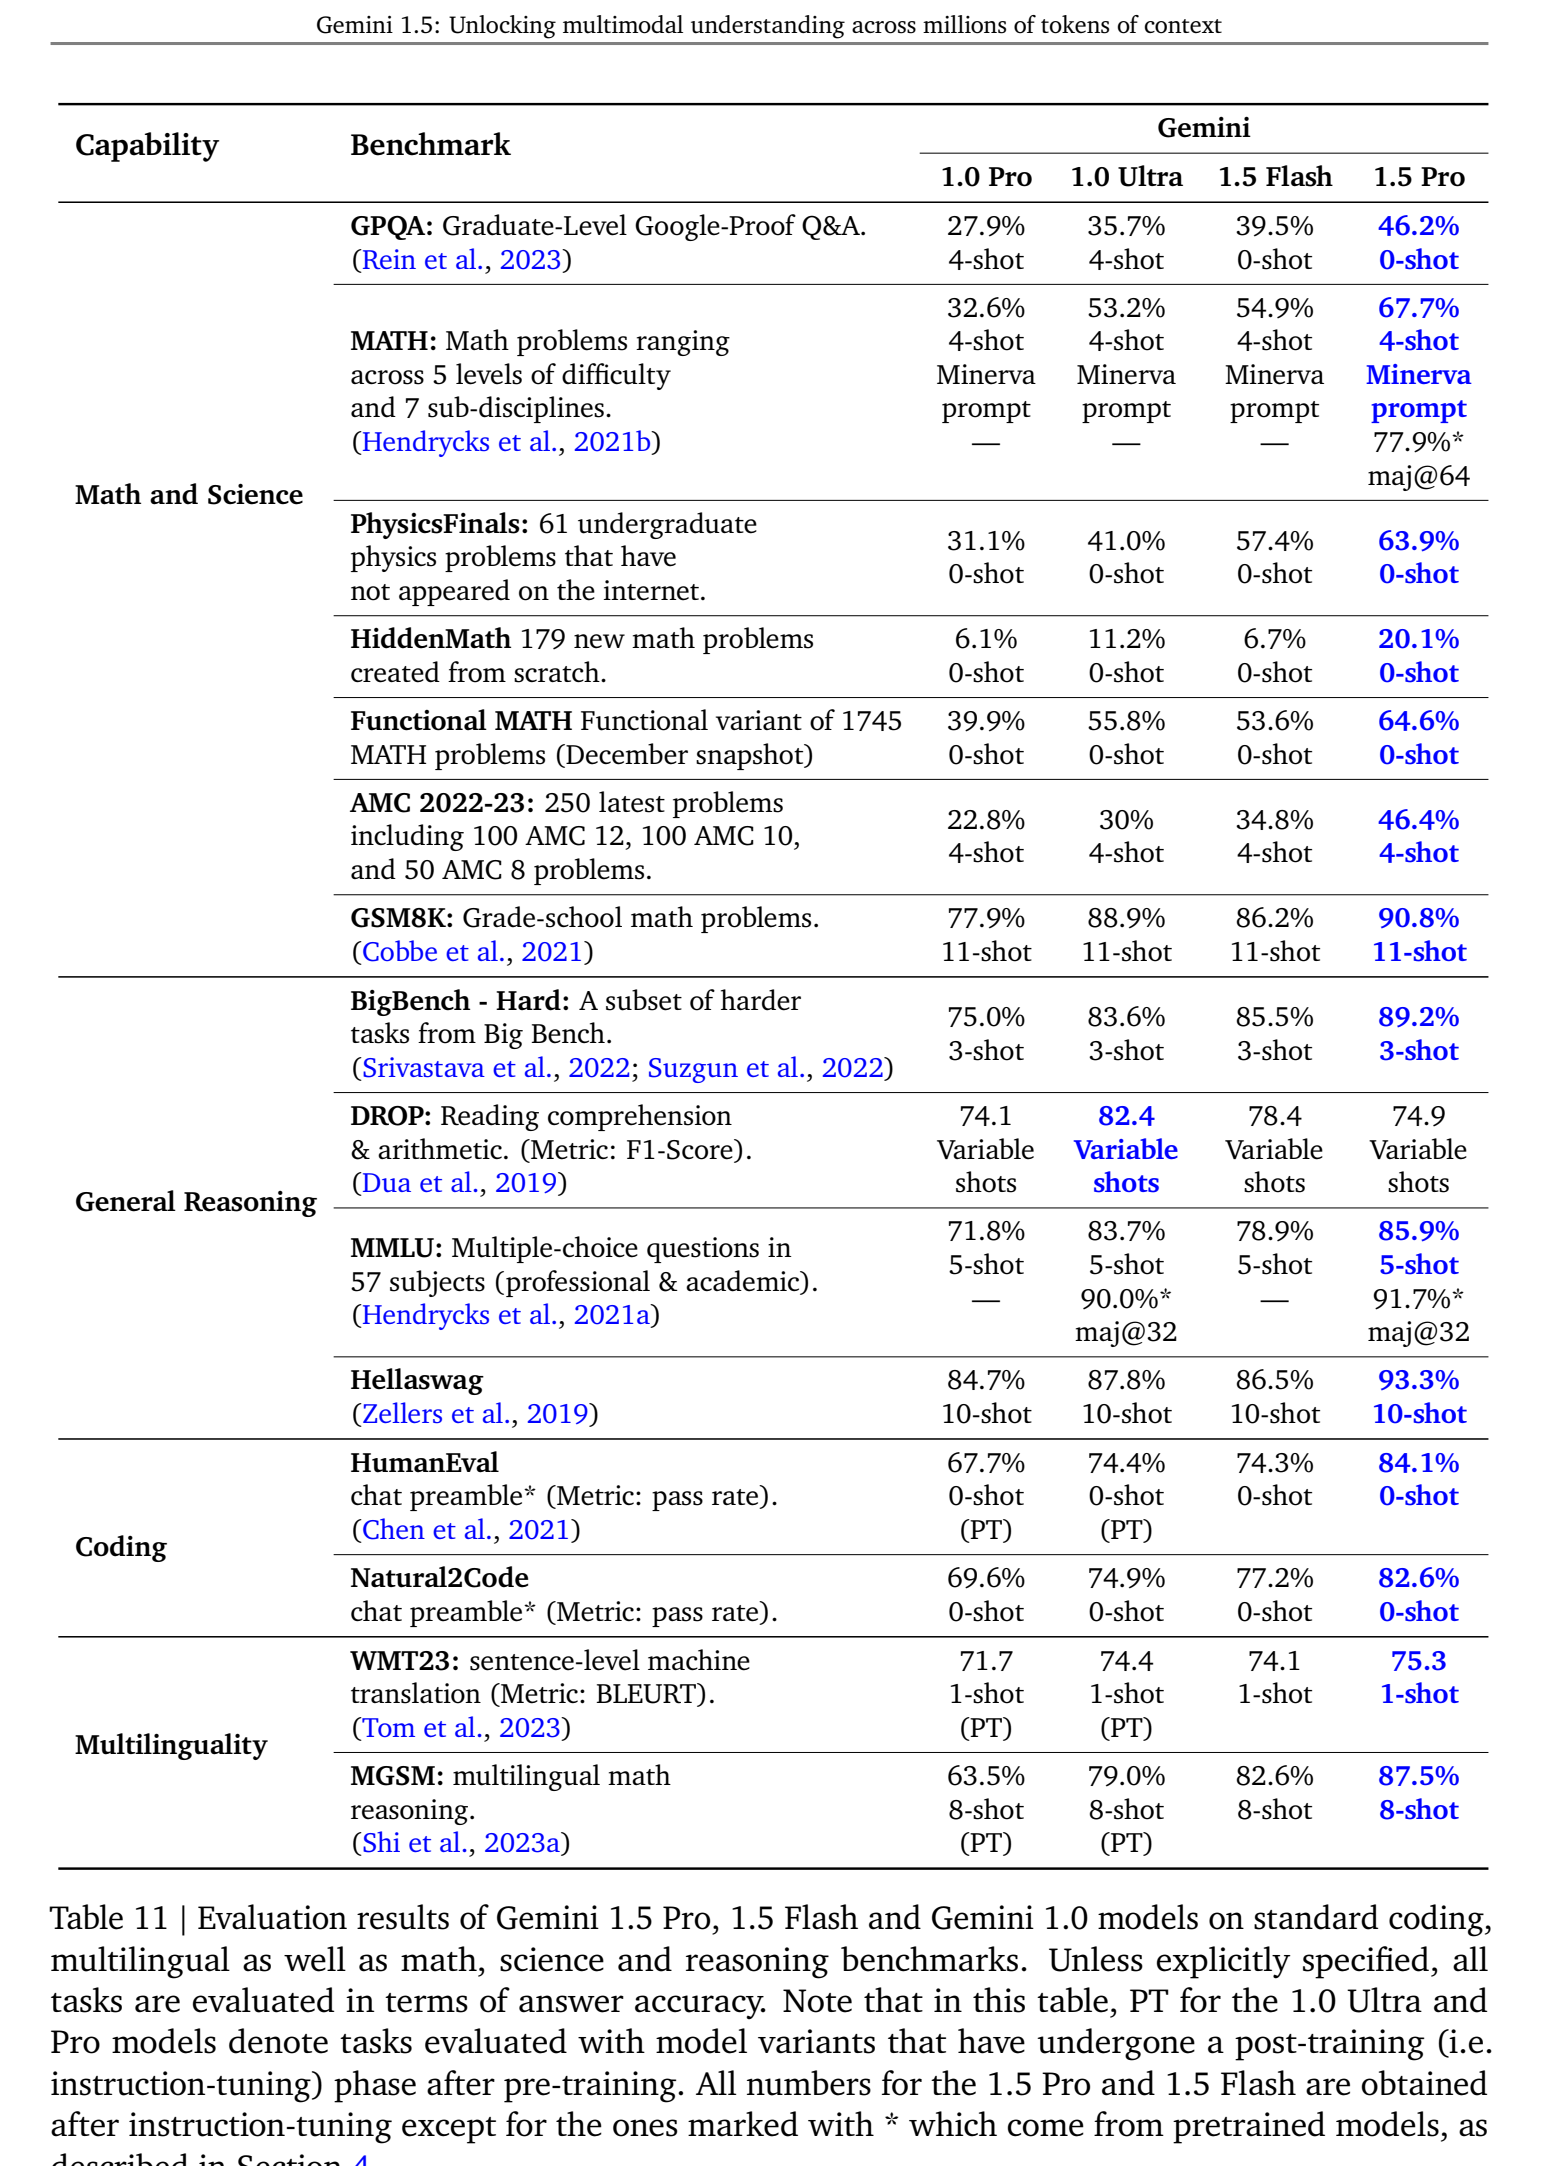 Gemini 1.5: Unlocking multimodal understanding across millions of tokens of context
Capability Benchmark Gemini
1.0 Pro 1.0 Ultra 1.5 Flash 1.5 Pro
Math and Science
GPQA: Graduate-Level Google-Proof Q&A. 27.9% 35.7% 39.5% 46.2%
(Rein et al., 2023) 4-shot 4-shot 0-shot 0-shot
32.6% 53.2% 54.9% 67.7%
MATH: Math problems ranging 4-shot 4-shot 4-shot 4-shot
across 5 levels of difficulty Minerva Minerva Minerva Minerva
and 7 sub-disciplines. prompt prompt prompt prompt
(Hendrycks et al., 2021b) — — — 77.9%*
maj@64
PhysicsFinals: 61 undergraduate
physics problems that have
not appeared on the internet.
31.1% 41.0% 57.4% 63.9%
0-shot 0-shot 0-shot 0-shot
HiddenMath 179 new math problems 6.1% 11.2% 6.7% 20.1%
created from scratch. 0-shot 0-shot 0-shot 0-shot
Functional MATH Functional variant of 1745 39.9% 55.8% 53.6% 64.6%
MATH problems (December snapshot) 0-shot 0-shot 0-shot 0-shot
AMC 2022-23: 250 latest problems
including 100 AMC 12, 100 AMC 10,
and 50 AMC 8 problems.
22.8% 30% 34.8% 46.4%
4-shot 4-shot 4-shot 4-shot
GSM8K: Grade-school math problems. 77.9% 88.9% 86.2% 90.8%
(Cobbe et al., 2021) 11-shot 11-shot 11-shot 11-shot
General Reasoning
BigBench - Hard: A subset of harder
tasks from Big Bench.
(Srivastava et al., 2022; Suzgun et al., 2022)
75.0% 83.6% 85.5% 89.2%
3-shot 3-shot 3-shot 3-shot
DROP: Reading comprehension 74.1 82.4 78.4 74.9
& arithmetic. (Metric: F1-Score). Variable Variable Variable Variable
(Dua et al., 2019) shots shots shots shots
MMLU: Multiple-choice questions in
57 subjects (professional & academic).
(Hendrycks et al., 2021a)
71.8% 83.7% 78.9% 85.9%
5-shot 5-shot 5-shot 5-shot
— 90.0%* — 91.7%*
maj@32 maj@32
Hellaswag 84.7% 87.8% 86.5% 93.3%
(Zellers et al., 2019) 10-shot 10-shot 10-shot 10-shot
Coding
HumanEval 67.7% 74.4% 74.3% 84.1%
chat preamble* (Metric: pass rate). 0-shot 0-shot 0-shot 0-shot
(Chen et al., 2021) (PT) (PT)
Natural2Code 69.6% 74.9% 77.2% 82.6%
chat preamble* (Metric: pass rate). 0-shot 0-shot 0-shot 0-shot
Multilinguality
WMT23: sentence-level machine 71.7 74.4 74.1 75.3
translation (Metric: BLEURT). 1-shot 1-shot 1-shot 1-shot
(Tom et al., 2023) (PT) (PT)
MGSM: multilingual math 63.5% 79.0% 82.6% 87.5%
reasoning. 8-shot 8-shot 8-shot 8-shot
(Shi et al., 2023a) (PT) (PT)
Table 11 | Evaluation results of Gemini 1.5 Pro, 1.5 Flash and Gemini 1.0 models on standard coding,
multilingual as well as math, science and reasoning benchmarks. Unless explicitly specified, all
tasks are evaluated in terms of answer accuracy. Note that in this table, PT for the 1.0 Ultra and
Pro models denote tasks evaluated with model variants that have undergone a post-training (i.e.
instruction-tuning) phase after pre-training. All numbers for the 1.5 Pro and 1.5 Flash are obtained
after instruction-tuning except for the ones marked with * which come from pretrained models, as
described in Section 4